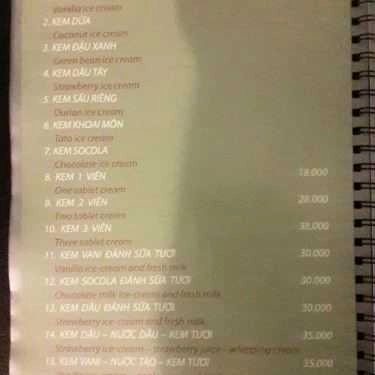 Vanilla ice cream
2. KEM DỪA
Coconut ice cream
3. KEM ĐẬU XANH
Green bean ice cream
4. KEM DÂU TÂY
Strawberry ice cream
5. KEM SẦU RIÊNG
Durian ice cream
6. KEM KHOAI MÔN
Tato ice cream
7. KEM SOCOLA
Chocolate ice cream
8. KEM 1 VIÊN 18.000
One tablet cream
9. KEM 2 VIÊN 28.000
Two tablet cream
10. KEM 3 VIÊN 38.000
Three tablet cream
11. KEM VANI ĐÁNH SỮA TƯƠI 30.000
Vanilla ice-cream and fresh milk
12. KEM SOCOLA ĐÁNH SỮA TƯƠI 30.000
Chocolate milk ice-cream and fresh milk
13. KEM DÂU ĐÁNH SỮA TƯƠI 30.000
Strawberry ice-cream and fresh milk
14. KEM DÂU – NƯỚC DÂU – KEM TƯƠI 35.000
Strawberry ice-cream - strawberry juice - whipping cream
15. KEM VANI – NƯỚC TÁO – KEM TƯƠI 35.000